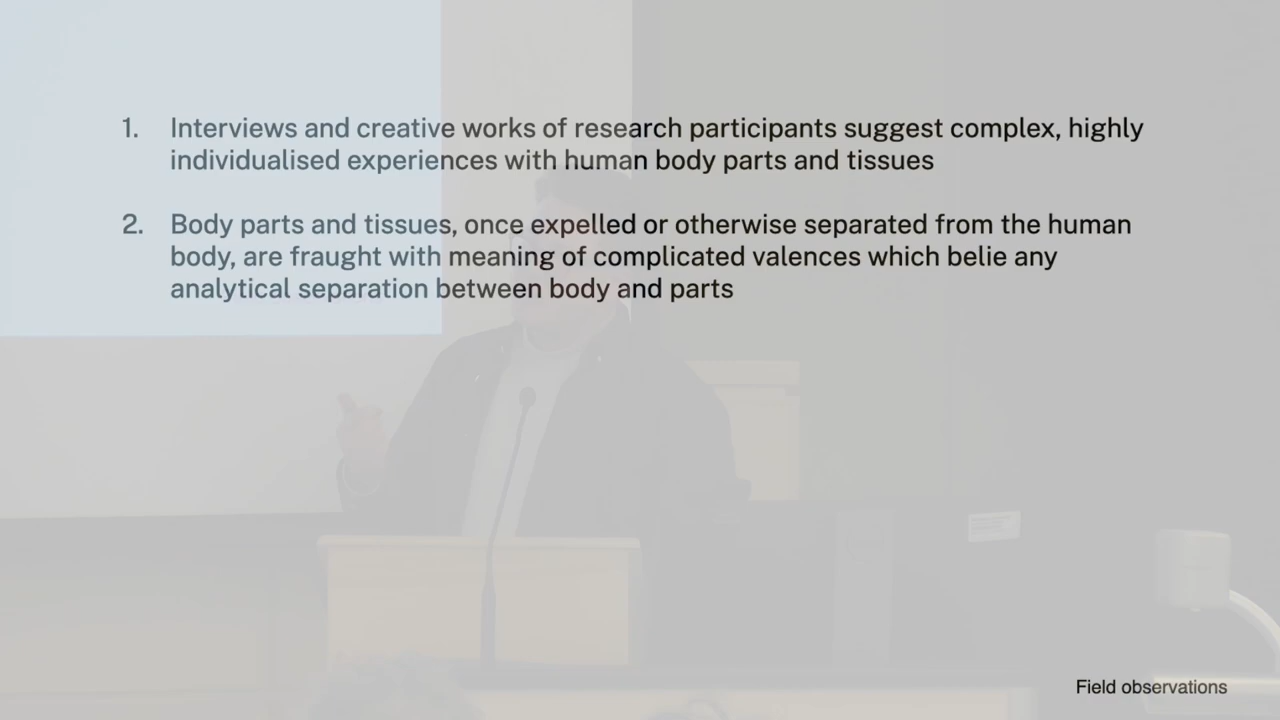 1. Interviews and creative works of research participants suggest complex, highly
individualised experiences with human body parts and tissues
2. Body parts and tissues, once expelled or otherwise separated from the human
body, are fraught with meaning of complicated valences which belie any
analytical separation between body and parts
Field observations